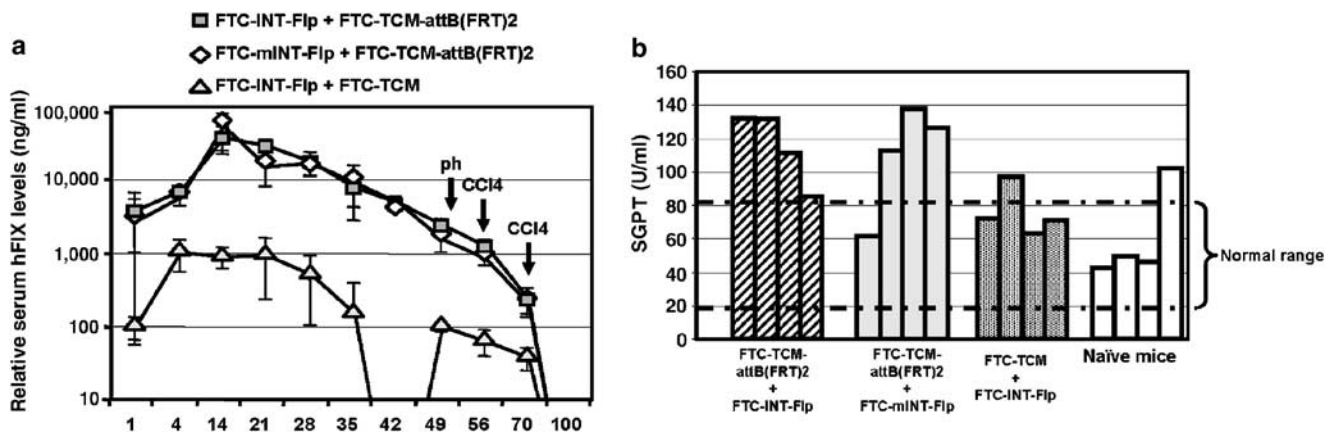 a
FTC-INT-Flp + FTC-TCM-attB(FRT)2
FTC-mINT-Flp + FTC-TCM-attB(FRT)2
FTC-INT-Flp + FTC-TCM
Relative serum hFIX levels (ng/ml)
100,000
10,000
1,000
100
10
ph
CCl4
CCl4
1 4 14 21 28 35 42 49 56 70 100
b
SGPT (U/ml)
160
140
120
100
80
60
40
20
0
Normal range
FTC-TCM-
attB(FRT)2
+
FTC-INT-Flp
FTC-TCM-
attB(FRT)2
+
FTC-mINT-Flp
FTC-TCM
+
FTC-INT-Flp
Naïve mice